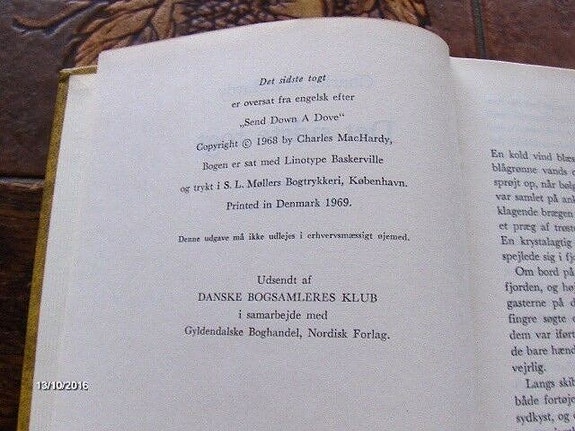 Det sidste togt
er oversat fra engelsk efter
„Send Down A Dove“
Copyright © 1968 by Charles MacHardy,
Bogen er sat med Linotype Baskerville
og trykt i S. L. Møllers Bogtrykkeri, København.
Printed in Denmark 1969.
Denne udgave må ikke udlejes i erhvervsmæssigt øjemed.
Udsendt af
DANSKE BOGSAMLERES KLUB
i samarbejde med
Gyldendalske Boghandel, Nordisk Forlag.
En kold vind blæs
blågrønne vands o
sprøjt op, når bølg
var samlet på ank
klagende brægen
et præg af trøste
En krystalagtig
spejlede sig i fj
Om bord på
fjorden, og høj
gasterne på d
fingre søgte
dem var iført
de bare hænd
vejrlig.
Langs skib
både fortøje
sydkyst, og
13/10/2016